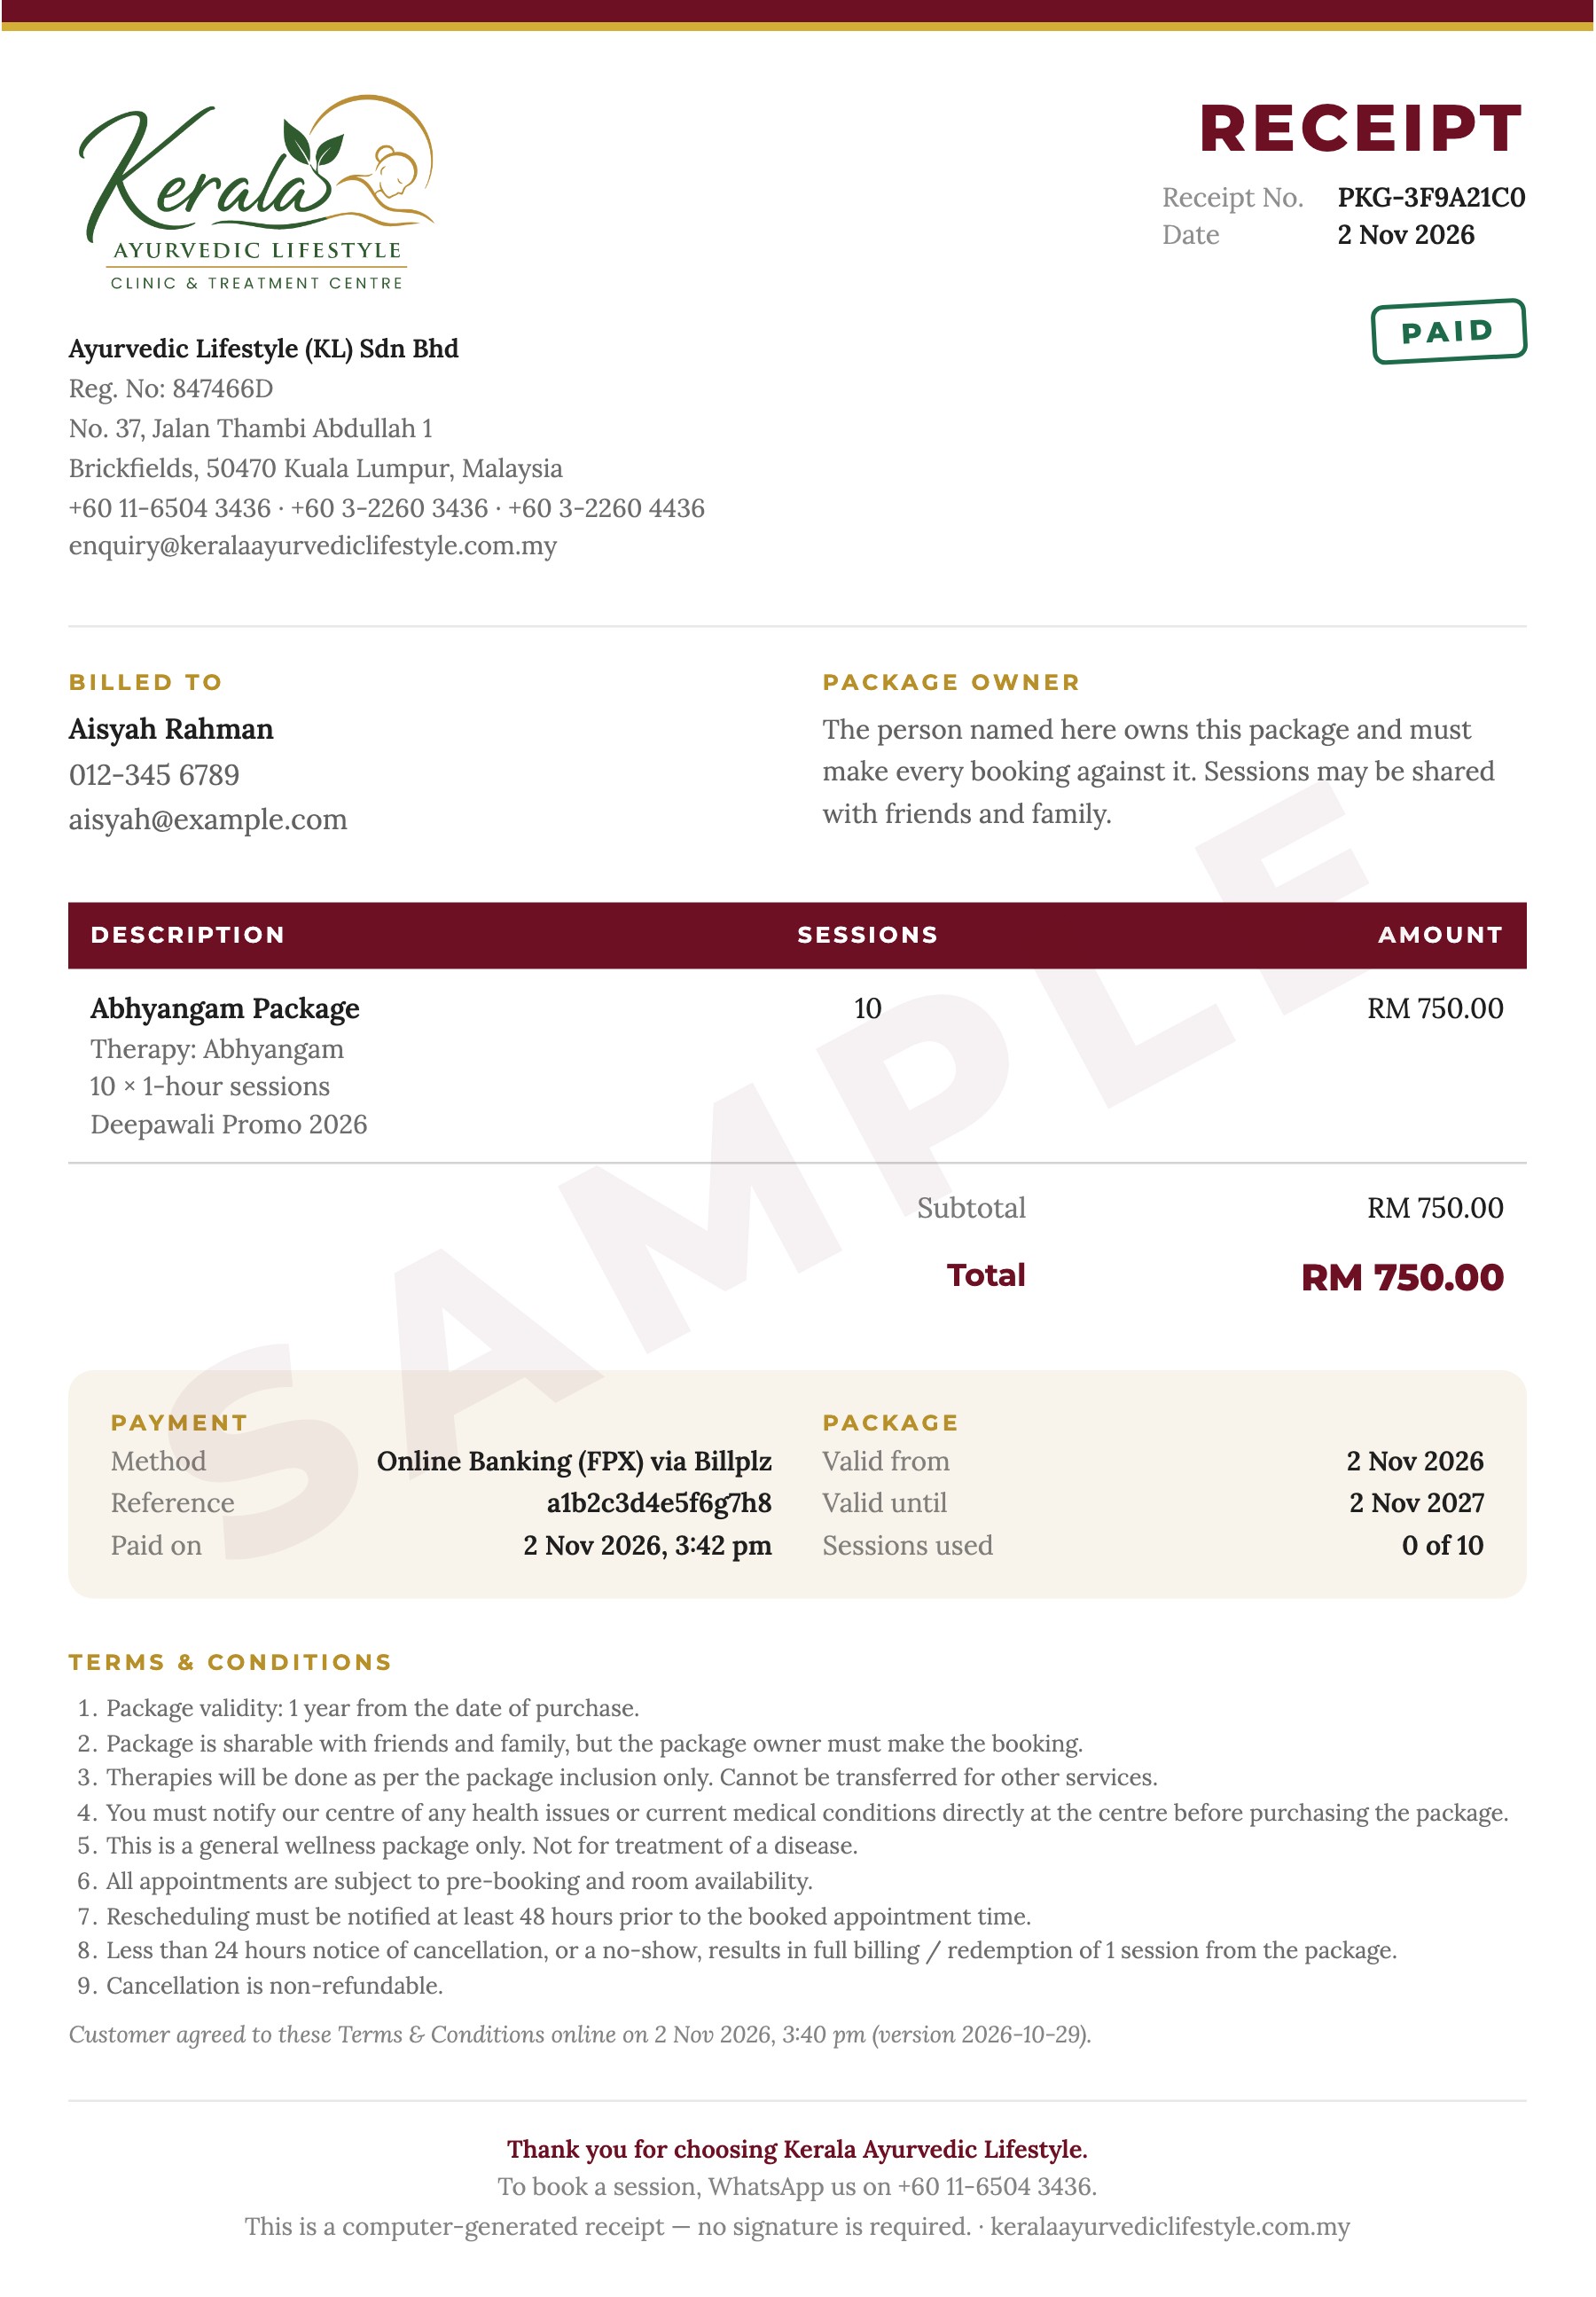 Kerala
AYURVEDIC LIFESTYLE
CLINIC & TREATMENT CENTRE
RECEIPT
Receipt No. PKG-3F9A21C0
Date 2 Nov 2026
PAID
Ayurvedic Lifestyle (KL) Sdn Bhd
Reg. No: 847466D
No. 37, Jalan Thambi Abdullah 1
Brickfields, 50470 Kuala Lumpur, Malaysia
+60 11-6504 3436 · +60 3-2260 3436 · +60 3-2260 4436
enquiry@keralaayurvediclifestyle.com.my
BILLED TO
Aisyah Rahman
012-345 6789
aisyah@example.com
PACKAGE OWNER
The person named here owns this package and must
make every booking against it. Sessions may be shared
with friends and family.
DESCRIPTION SESSIONS AMOUNT
Abhyangam Package 10 RM 750.00
Therapy: Abhyangam
10 × 1-hour sessions
Deepawali Promo 2026
Subtotal RM 750.00
Total RM 750.00
SAMPLE
PAYMENT
Method Online Banking (FPX) via Billplz
Reference a1b2c3d4e5f6g7h8
Paid on 2 Nov 2026, 3:42 pm
PACKAGE
Valid from 2 Nov 2026
Valid until 2 Nov 2027
Sessions used 0 of 10
TERMS & CONDITIONS
1. Package validity: 1 year from the date of purchase.
2. Package is sharable with friends and family, but the package owner must make the booking.
3. Therapies will be done as per the package inclusion only. Cannot be transferred for other services.
4. You must notify our centre of any health issues or current medical conditions directly at the centre before purchasing the package.
5. This is a general wellness package only. Not for treatment of a disease.
6. All appointments are subject to pre-booking and room availability.
7. Rescheduling must be notified at least 48 hours prior to the booked appointment time.
8. Less than 24 hours notice of cancellation, or a no-show, results in full billing / redemption of 1 session from the package.
9. Cancellation is non-refundable.
Customer agreed to these Terms & Conditions online on 2 Nov 2026, 3:40 pm (version 2026-10-29).
Thank you for choosing Kerala Ayurvedic Lifestyle.
To book a session, WhatsApp us on +60 11-6504 3436.
This is a computer-generated receipt — no signature is required. · keralaayurvediclifestyle.com.my